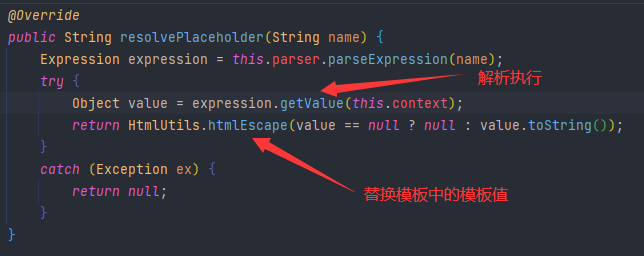 @Override
public String resolvePlaceholder(String name) {
Expression expression = this.parser.parseExpression(name);
try {
解析执行
Object value = expression.getValue(this.context);
return HtmlUtils.htmlEscape(value == null ? null : value.toString());
}
catch (Exception ex) {
替换模板中的模板值
return null;
}
}